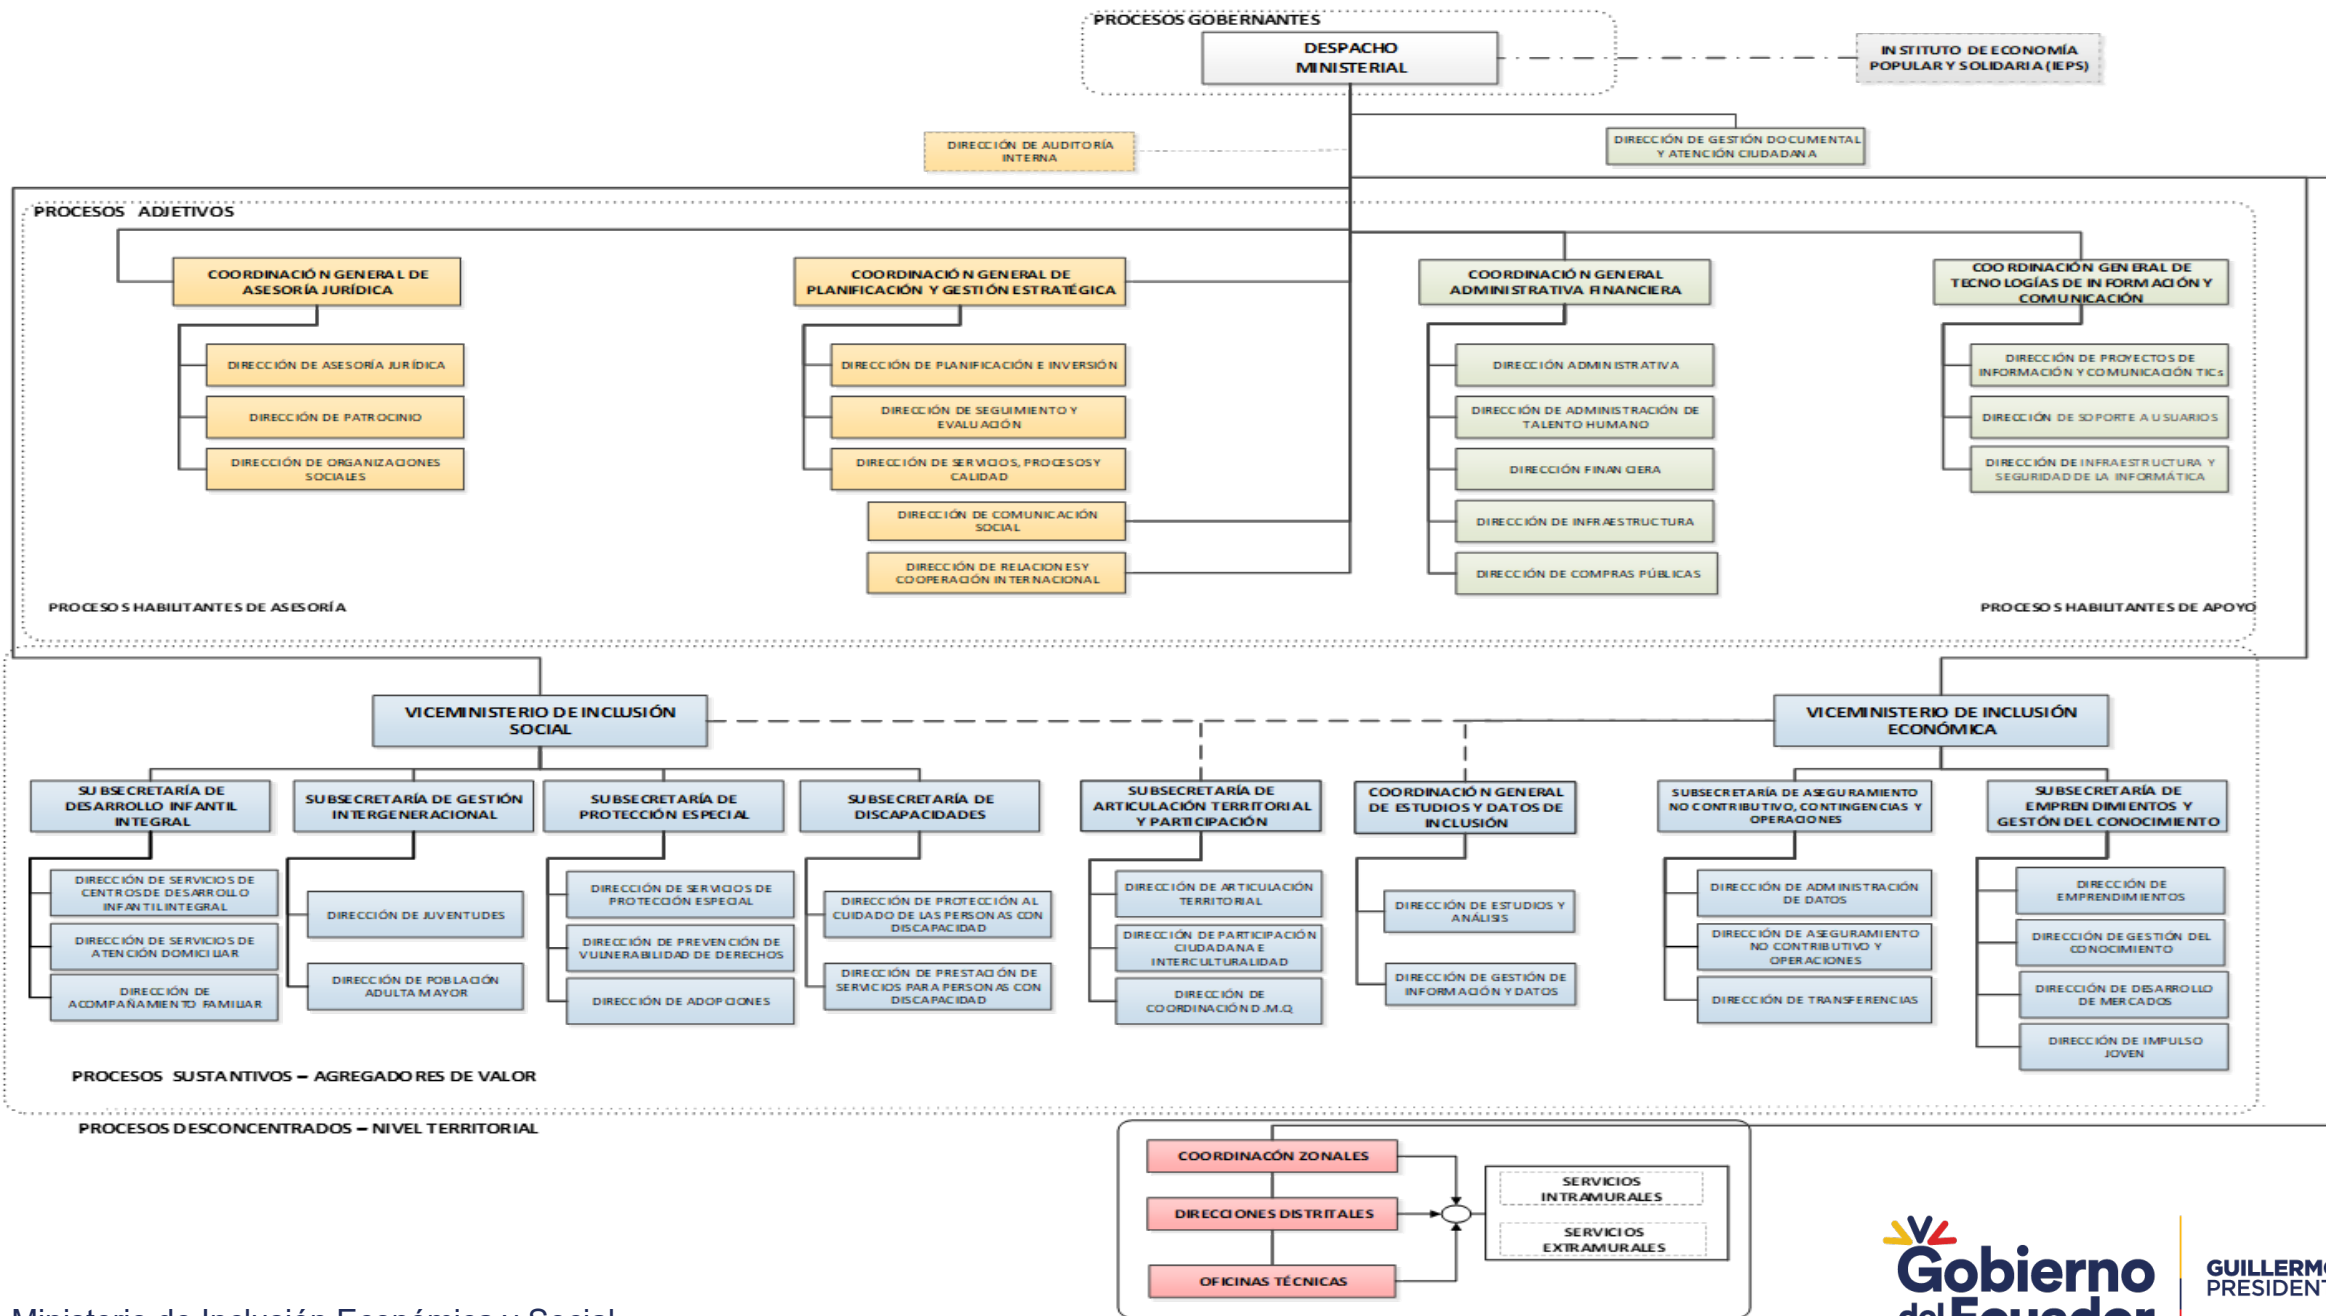 PROCESOS GOBERNANTES
DESPACHO
MINISTERIAL
INSTITUTO DE ECONOMÍA
POPULAR Y SOLIDARIA (IEPS)
DIRECCIÓN DE AUDITORÍA
INTERNA
DIRECCIÓN DE GESTIÓN DOCUMENTAL
Y ATENCIÓN CIUDADANA
PROCESOS ADJETIVOS
COORDINACIÓN GENERAL DE
ASESORÍA JURÍDICA
COORDINACIÓN GENERAL DE
PLANIFICACIÓN Y GESTIÓN ESTRATÉGICA
COORDINACIÓN GENERAL
ADMINISTRATIVA FINANCIERA
COORDINACIÓN GENERAL DE
TECNOLOGÍAS DE INFORMACIÓN Y
COMUNICACIÓN
DIRECCIÓN DE ASESORÍA JURÍDICA
DIRECCIÓN DE PATROCINIO
DIRECCIÓN DE ORGANIZACIONES
SOCIALES
DIRECCIÓN DE PLANIFICACIÓN E INVERSIÓN
DIRECCIÓN DE SEGUIMIENTO Y
EVALUACIÓN
DIRECCIÓN DE SERVICIOS, PROCESOS Y
CALIDAD
DIRECCIÓN DE COMUNICACIÓN
SOCIAL
DIRECCIÓN DE RELACIONES Y
COOPERACIÓN INTERNACIONAL
DIRECCIÓN ADMINISTRATIVA
DIRECCIÓN DE ADMINISTRACIÓN DE
TALENTO HUMANO
DIRECCIÓN FINANCIERA
DIRECCIÓN DE INFRAESTRUCTURA
DIRECCIÓN DE COMPRAS PÚBLICAS
DIRECCIÓN DE PROYECTOS DE
INFORMACIÓN Y COMUNICACIÓN TICs
DIRECCIÓN DE SOPORTE A USUARIOS
DIRECCIÓN DE INFRAESTRUCTURA Y
SEGURIDAD DE LA INFORMÁTICA
PROCESOS HABILITANTES DE ASESORÍA
PROCESOS HABILITANTES DE APOYO
VICEMINISTERIO DE INCLUSIÓN
SOCIAL
VICEMINISTERIO DE INCLUSIÓN
ECONÓMICA
SUBSECRETARÍA DE
DESARROLLO INFANTIL
INTEGRAL
SUBSECRETARÍA DE GESTIÓN
INTERGENERACIONAL
SUBSECRETARÍA DE
PROTECCIÓN ESPECIAL
SUBSECRETARÍA DE
DISCAPACIDADES
SUBSECRETARÍA DE
ARTICULACIÓN TERRITORIAL
Y PARTICIPACIÓN
COORDINACIÓN GENERAL
DE ESTUDIOS Y DATOS DE
INCLUSIÓN
SUBSECRETARÍA DE ASEGURAMIENTO
NO CONTRIBUTIVO, CONTINGENCIAS Y
OPERACIONES
SUBSECRETARÍA DE
EMPRENDIMIENTOS Y
GESTÓN DEL CONOCIMIENTO
DIRECCIÓN DE SERVICIOS DE
CENTROS DE DESARROLLO
INFANTIL INTEGRAL
DIRECCIÓN DE SERVICIOS DE
ATENCIÓN DOMICILIAR
DIRECCIÓN DE
ACOMPAÑAMIENTO FAMILIAR
DIRECCIÓN DE JUVENTUDES
DIRECCIÓN DE POBLACIÓN
ADULTA MAYOR
DIRECCIÓN DE SERVICIOS DE
PROTECCIÓN ESPECIAL
DIRECCIÓN DE PREVENCIÓN DE
VULNERABILIDAD DE DERECHOS
DIRECCIÓN DE ADOPCIONES
DIRECCIÓN DE PROTECCIÓN AL
CUIDADO DE LAS PERSONAS CON
DISCAPACIDAD
DIRECCIÓN DE PRESTACIÓN DE
SERVICIOS PARA PERSONAS CON
DISCAPACIDAD
DIRECCIÓN DE ARTICULACIÓN
TERRITORIAL
DIRECCIÓN DE PARTICIPACIÓN
CIUDADANA E
INTERCULTURALIDAD
DIRECCIÓN DE
COORDINACIÓN D.M.Q
DIRECCIÓN DE ESTUDIOS Y
ANÁLISIS
DIRECCIÓN DE GESTIÓN DE
INFORMACIÓN Y DATOS
DIRECCIÓN DE ADMINISTRACIÓN
DE DATOS
DIRECCIÓN DE ASEGURAMIENTO
NO CONTRIBUTIVO Y
OPERACIONES
DIRECCIÓN DE TRANSFERENCIAS
DIRECCIÓN DE
EMPRENDIMIENTOS
DIRECCIÓN DE GESTIÓN DEL
CONOCIMIENTO
DIRECCIÓN DE DESARROLLO
DE MERCADOS
DIRECCIÓN DE IMPULSO
JOVEN
PROCESOS SUSTANTIVOS – AGREGADORES DE VALOR
PROCESOS DESCONCENTRADOS – NIVEL TERRITORIAL
COORDINACÓN ZONALES
DIRECCIONES DISTRITALES
OFICINAS TÉCNICAS
SERVICIOS
INTRAMURALES
SERVICIOS
EXTRAMURALES
Gobierno
del Ecuador
GUILLERMO
PRESIDENT
Ministerio de Inclusión Económica y Social